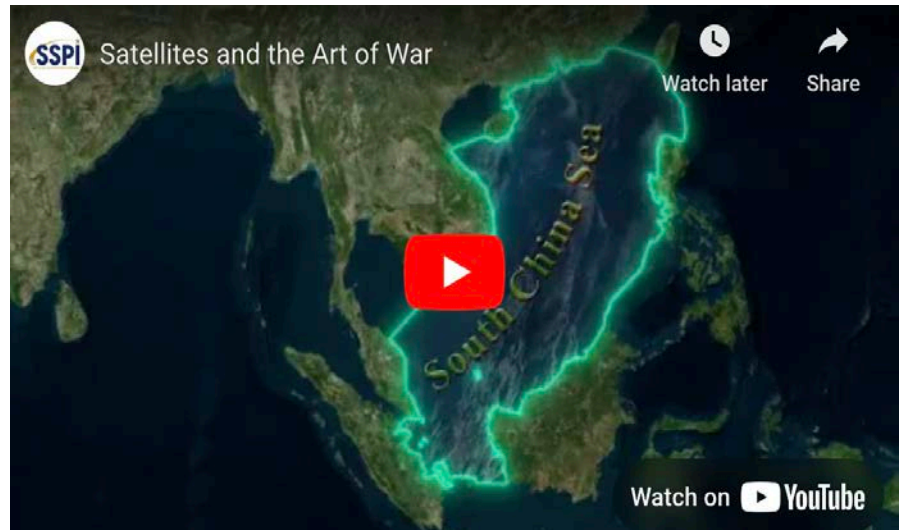 SSPI
Satellites and the Art of War
Watch later
Share
South China Sea
Watch on YouTube